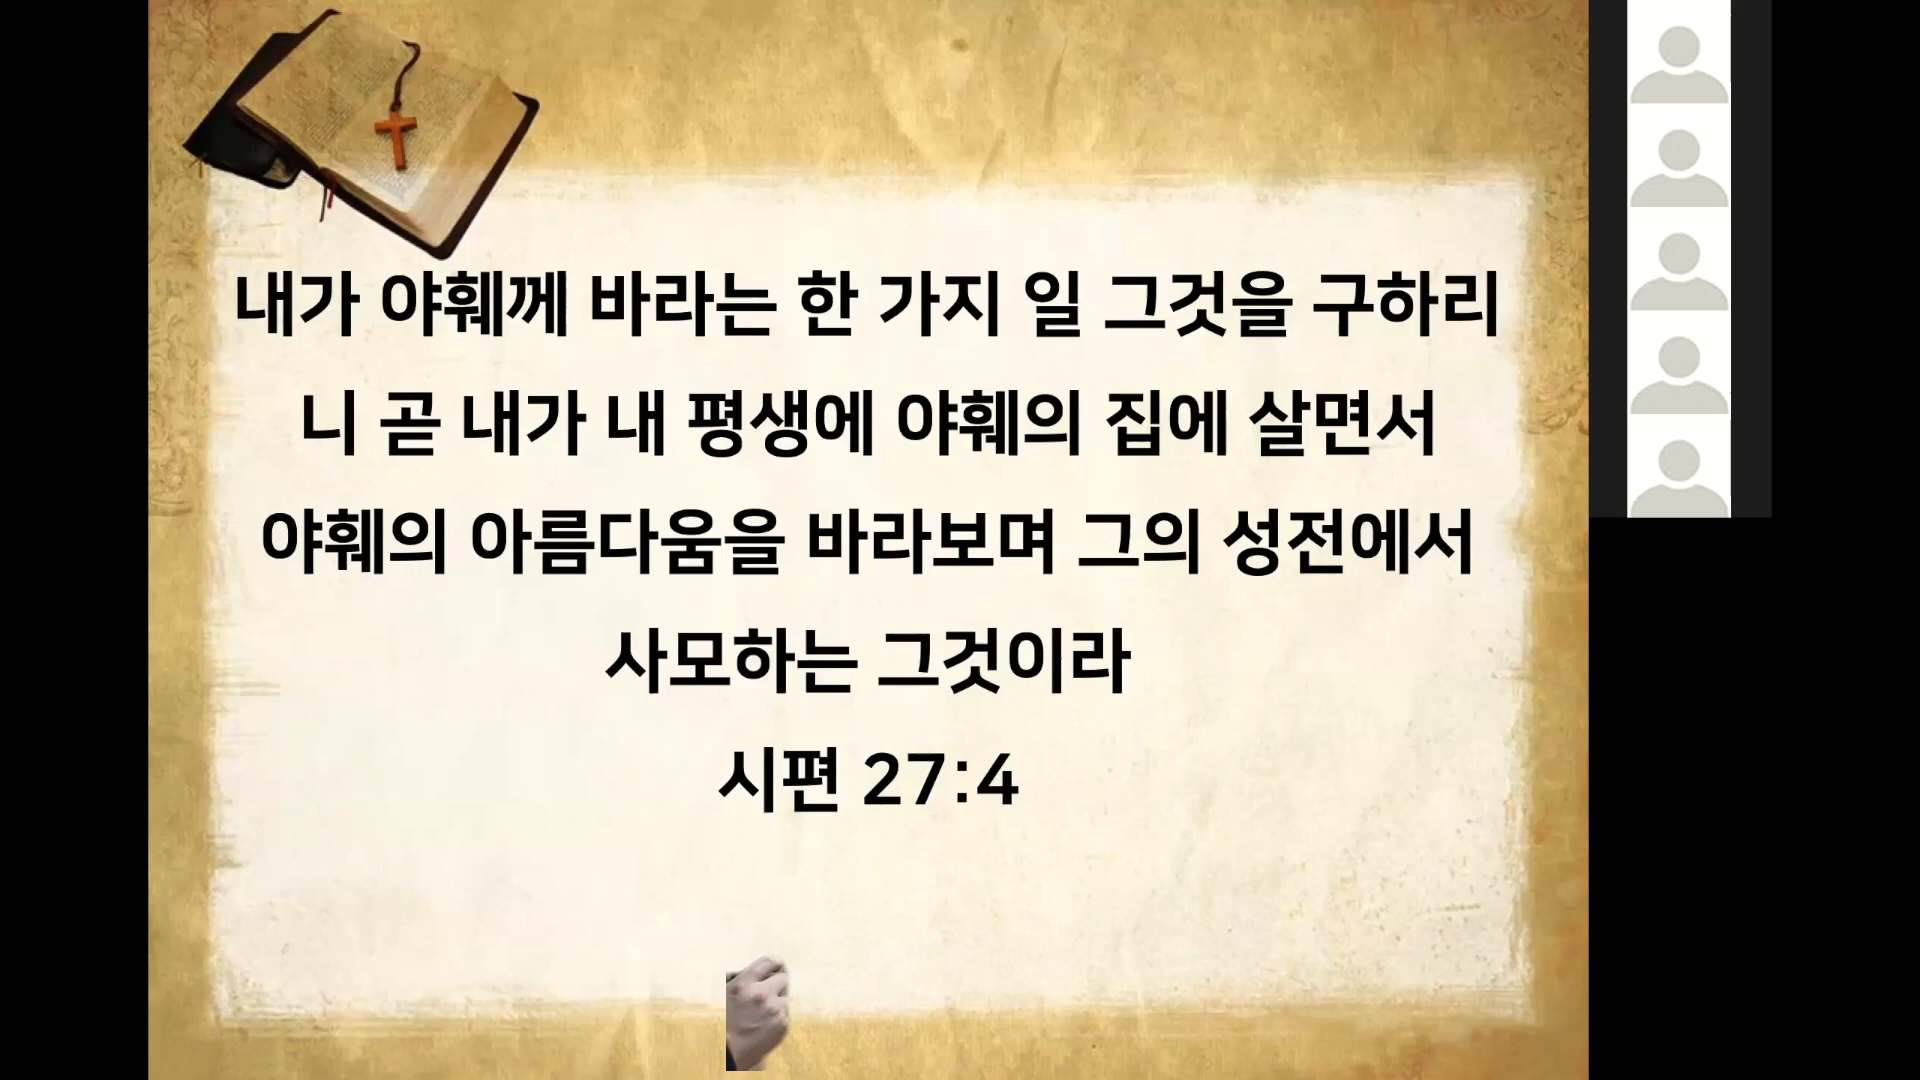 내가 야훼께 바라는 한 가지 일 그것을 구하리
니 곧 내가 내 평생에 야훼의 집에 살면서
야훼의 아름다움을 바라보며 그의 성전에서
사모하는 그것이라
시편 27:4